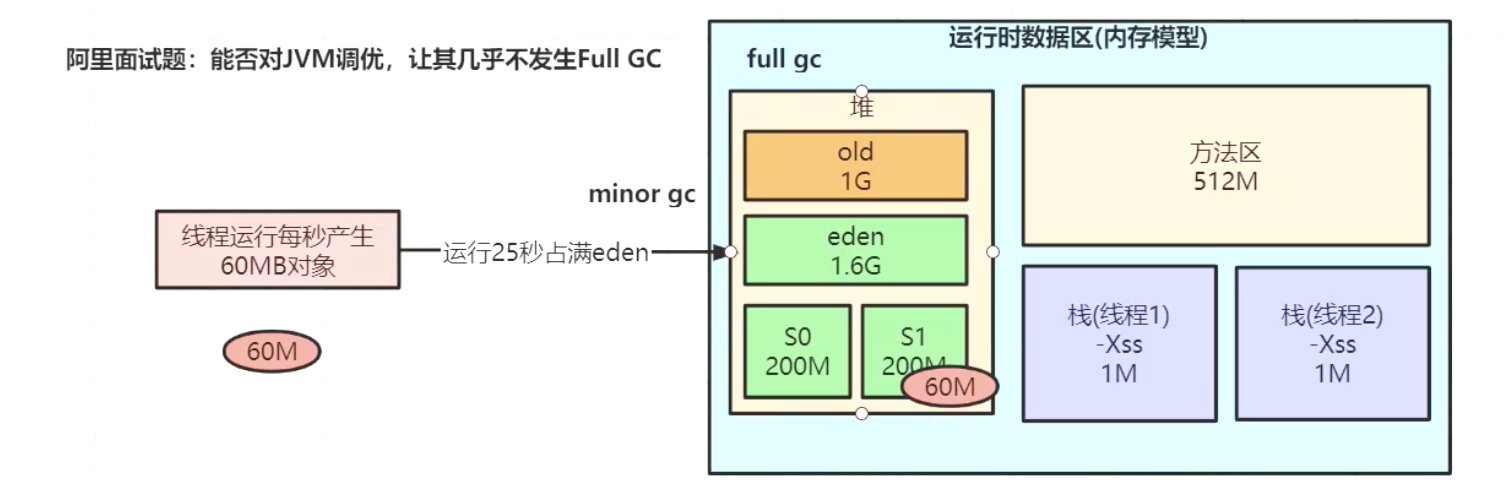 阿里面试题：能否对JVM调优，让其几乎不发生Full GC
运行时数据区(内存模型)
full gc
堆
old
1G
minor gc
eden
1.6G
S0
200M
S1
200M
60M
方法区
512M
栈(线程1)
-Xss
1M
栈(线程2)
-Xss
1M
线程运行每秒产生
60MB对象
运行25秒占满eden
60M